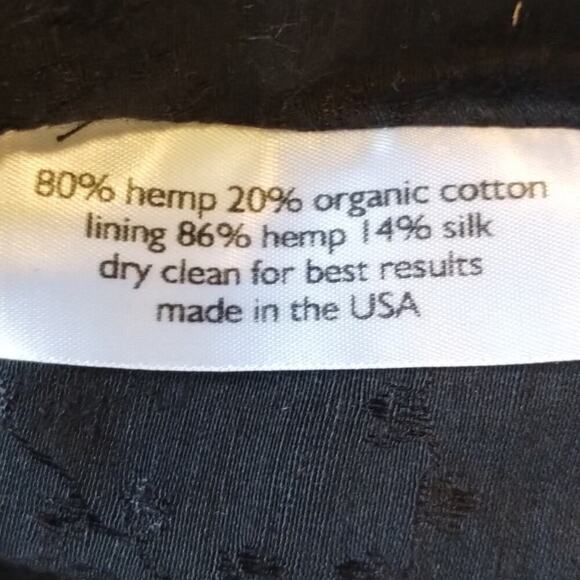 80% hemp 20% organic cotton
lining 86% hemp 14% silk
dry clean for best results
made in the USA